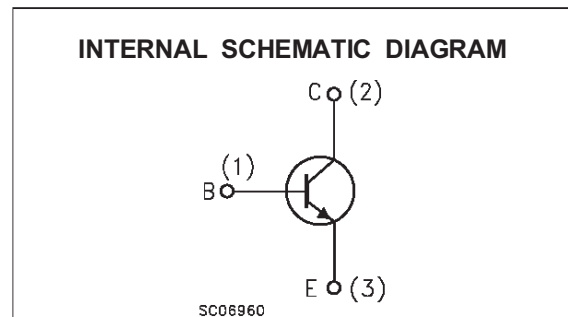 INTERNAL SCHEMATIC DIAGRAM
C (2)
(1)
B
E (3)
SC06960